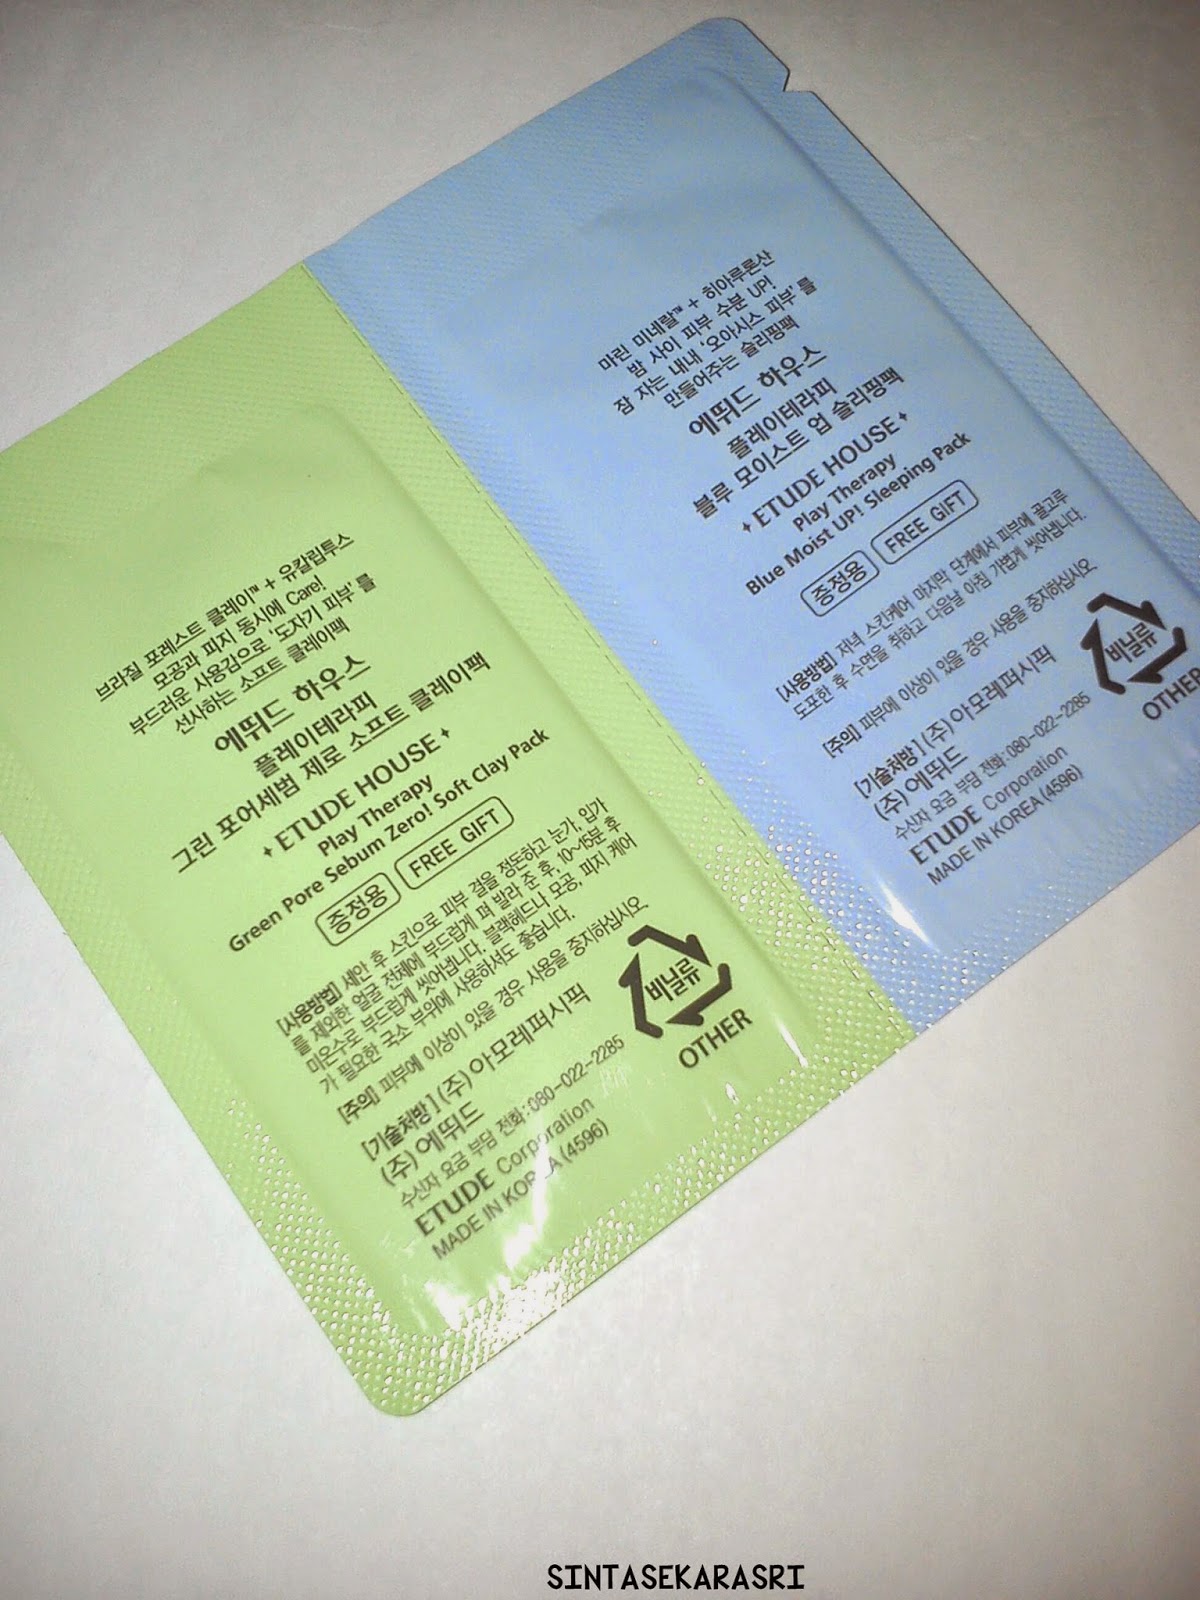 브라질 포레스트 클레이™ + 유칼립투스
모공과 피지 동시에 Care!
부드러운 사용감으로 '도자기 피부'를
선사하는 소프트 클레이팩
에뛰드 하우스
플레이테라피
그린 포어세범 제로 소프트 클레이팩
ETUDE HOUSE
Play Therapy
Green Pore Sebum Zero! Soft Clay Pack
증정용 FREE GIFT
[사용방법] 세안 후 스킨으로 피부 결을 정돈하고 눈가, 입가
를 제외한 얼굴 전체에 부드럽게 펴 발라 준 후, 10~15분 후
미온수로 부드럽게 씻어냅니다. 블랙헤드나 모공, 피지 케어
가 필요한 국소 부위에 사용하셔도 좋습니다.
[주의] 피부에 이상이 있을 경우 사용을 중지하십시오
[기술처방] (주)아모레퍼시픽
(주)에뛰드
수신자 요금 부담 전화:080-022-2285
ETUDE Corporation
MADE IN KOREA (4596)
비닐류
OTHER
마린 미네랄™ + 히아루론산
밤 사이 피부 수분 UP!
잠 자는 내내 '오아시스 피부'를
만들어주는 슬리핑팩
에뛰드 하우스
플레이테라피
블루 모이스트 업 슬리핑팩
ETUDE HOUSE
Play Therapy
Blue Moist UP! Sleeping Pack
증정용 FREE GIFT
[사용방법] 저녁 스킨케어 마지막 단계에서 피부에 골고루
도포한 후 수면을 취하고 다음날 아침 가볍게 씻어냅니다.
[주의] 피부에 이상이 있을 경우 사용을 중지하십시오
[기술처방] (주)아모레퍼시픽
(주)에뛰드
수신자 요금 부담 전화:080-022-2285
ETUDE Corporation
MADE IN KOREA (4596)
비닐류
OTHER
SINTASEKARASRI